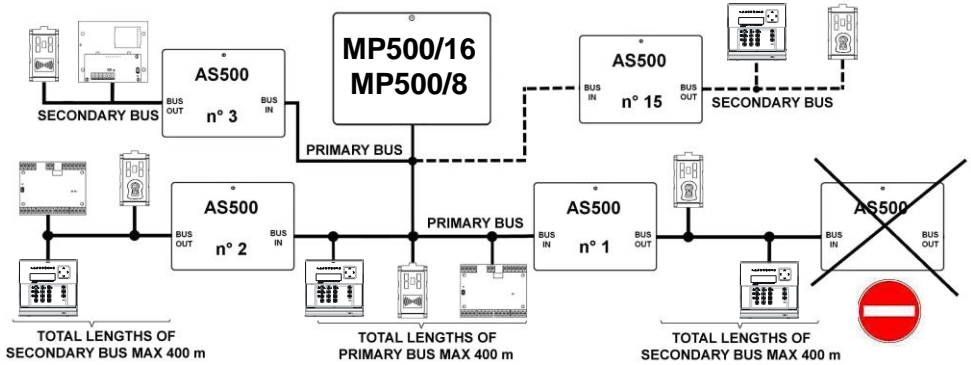 MP500/16
MP500/8
AS500
BUS OUT
BUS IN
n° 3
SECONDARY BUS
AS500
BUS IN
BUS OUT
n° 15
SECONDARY BUS
PRIMARY BUS
AS500
BUS OUT
BUS IN
n° 2
PRIMARY BUS
AS500
BUS IN
BUS OUT
n° 1
AS500
BUS IN
BUS OUT
TOTAL LENGTHS OF
SECONDARY BUS MAX 400 m
TOTAL LENGTHS OF
PRIMARY BUS MAX 400 m
TOTAL LENGTHS OF
SECONDARY BUS MAX 400 m